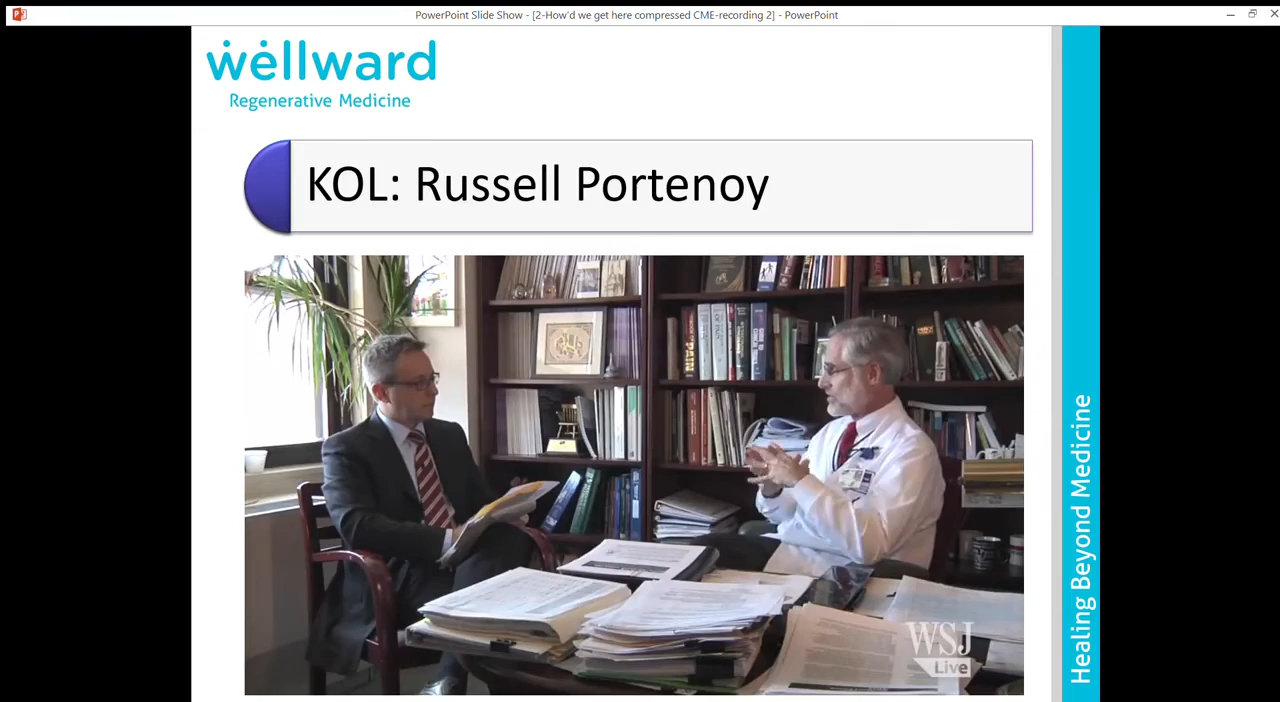 PowerPoint Slide Show - [2-How'd we get here compressed CME-recording 2] - PowerPoint
wellward
Regenerative Medicine
KOL: Russell Portenoy
PAIN
WSJ
Live
Healing Beyond Medicine